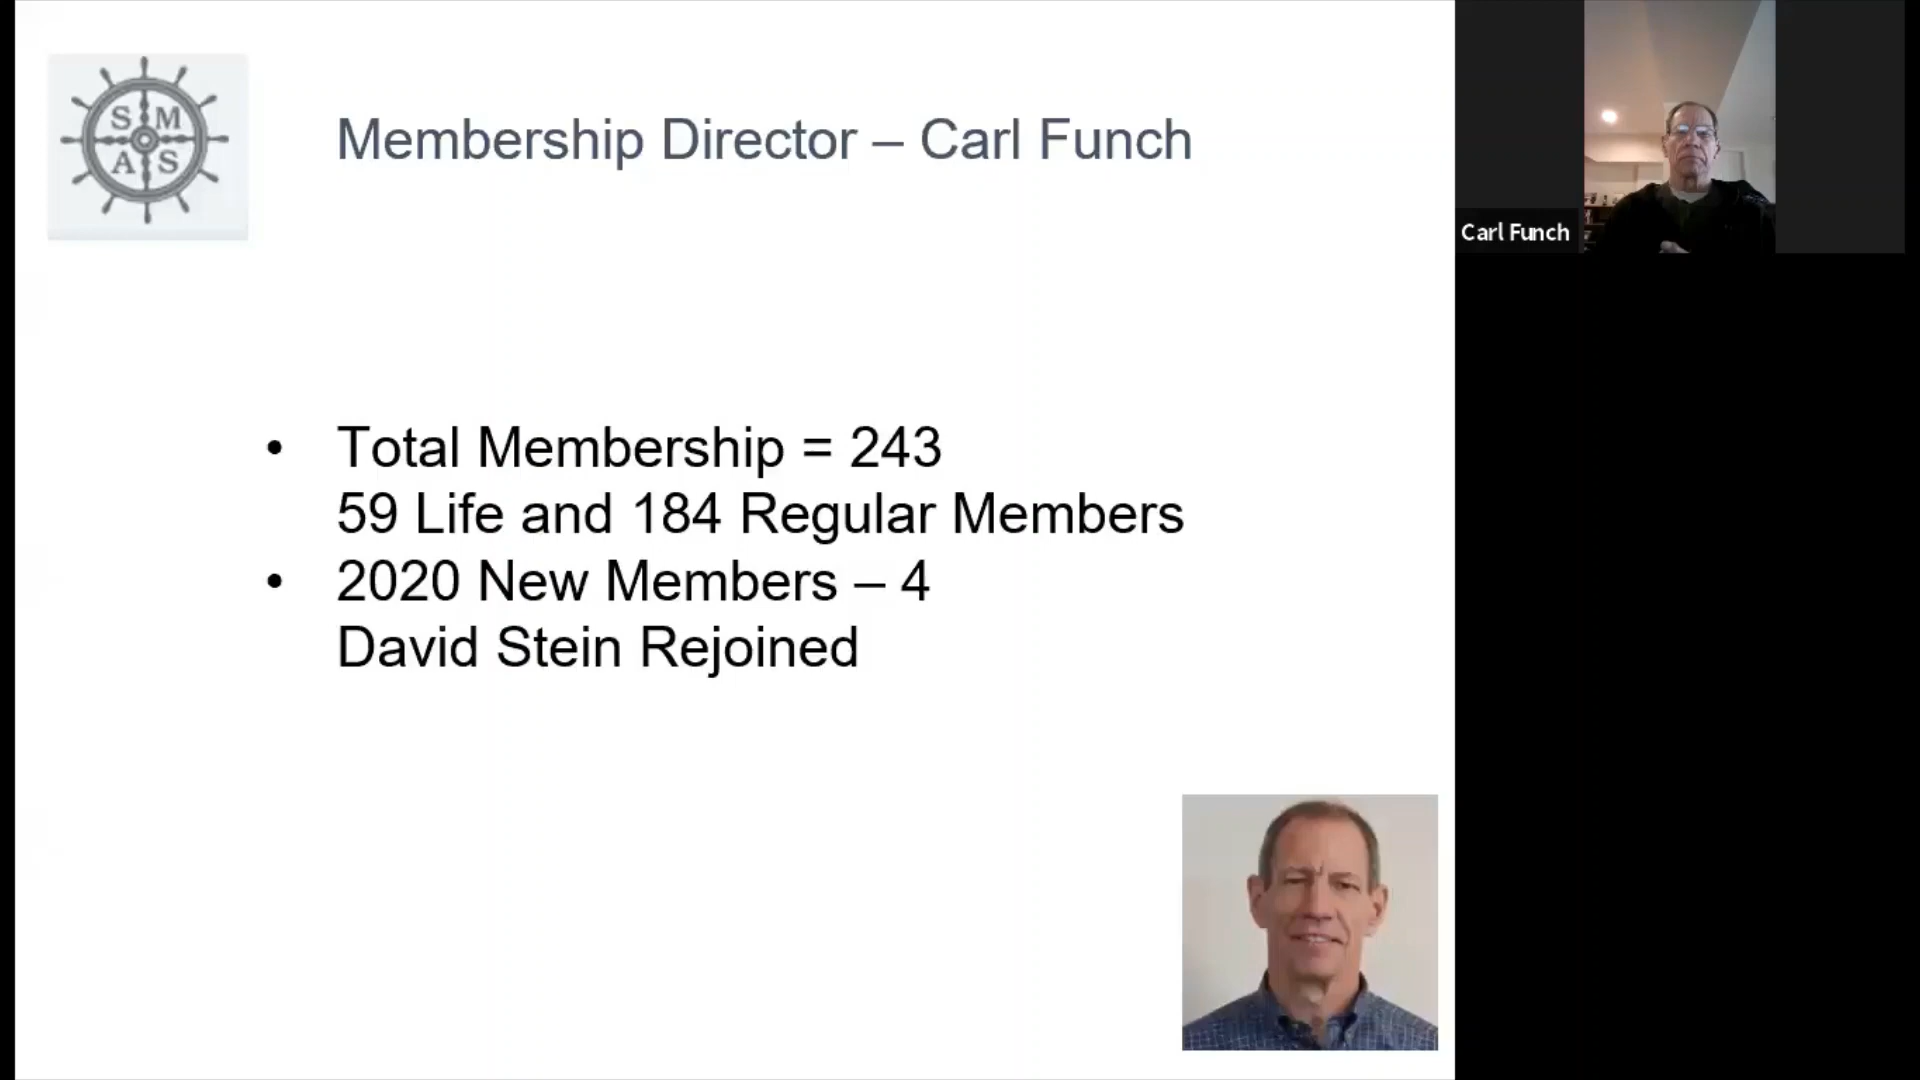 S M
A S
Membership Director – Carl Funch
Carl Funch
• Total Membership = 243
59 Life and 184 Regular Members
• 2020 New Members – 4
David Stein Rejoined